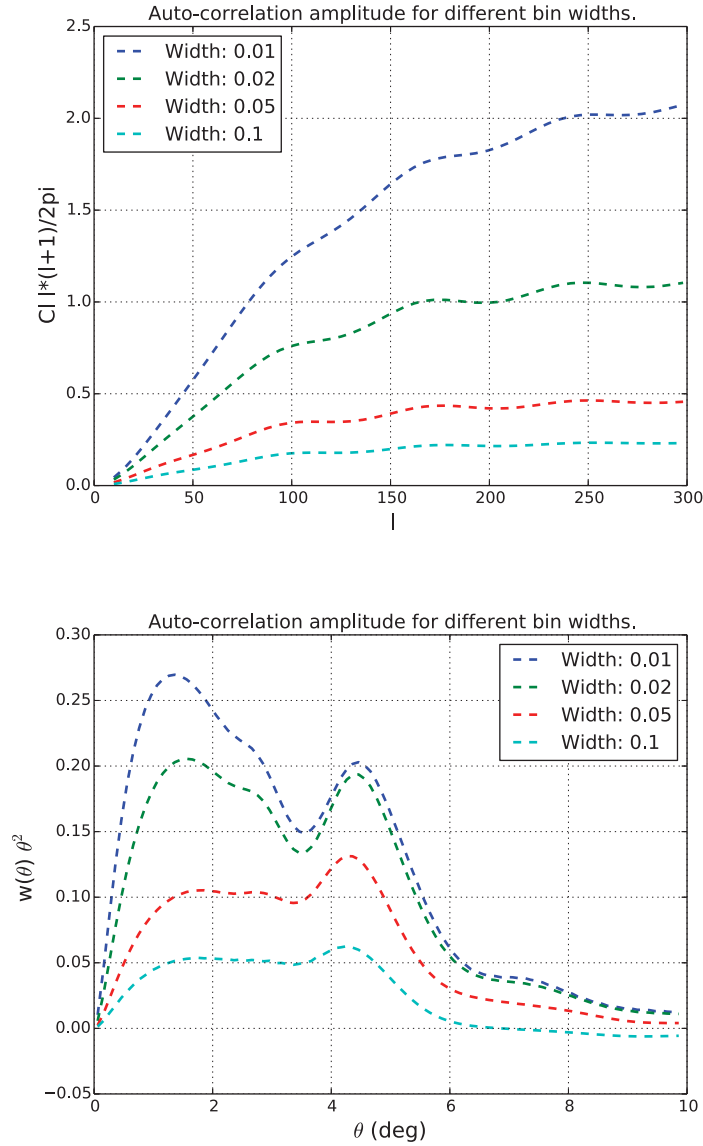 Auto-correlation amplitude for different bin widths.
2.5
2.0
1.5
1.0
0.5
0.0
Cl l*(l+1)/2pi
Width: 0.01
Width: 0.02
Width: 0.05
Width: 0.1
0 50 100 150 200 250 300
l
Auto-correlation amplitude for different bin widths.
0.30
0.25
0.20
0.15
0.10
0.05
0.00
−0.05
w(θ) θ²
Width: 0.01
Width: 0.02
Width: 0.05
Width: 0.1
0 2 4 6 8 10
θ (deg)